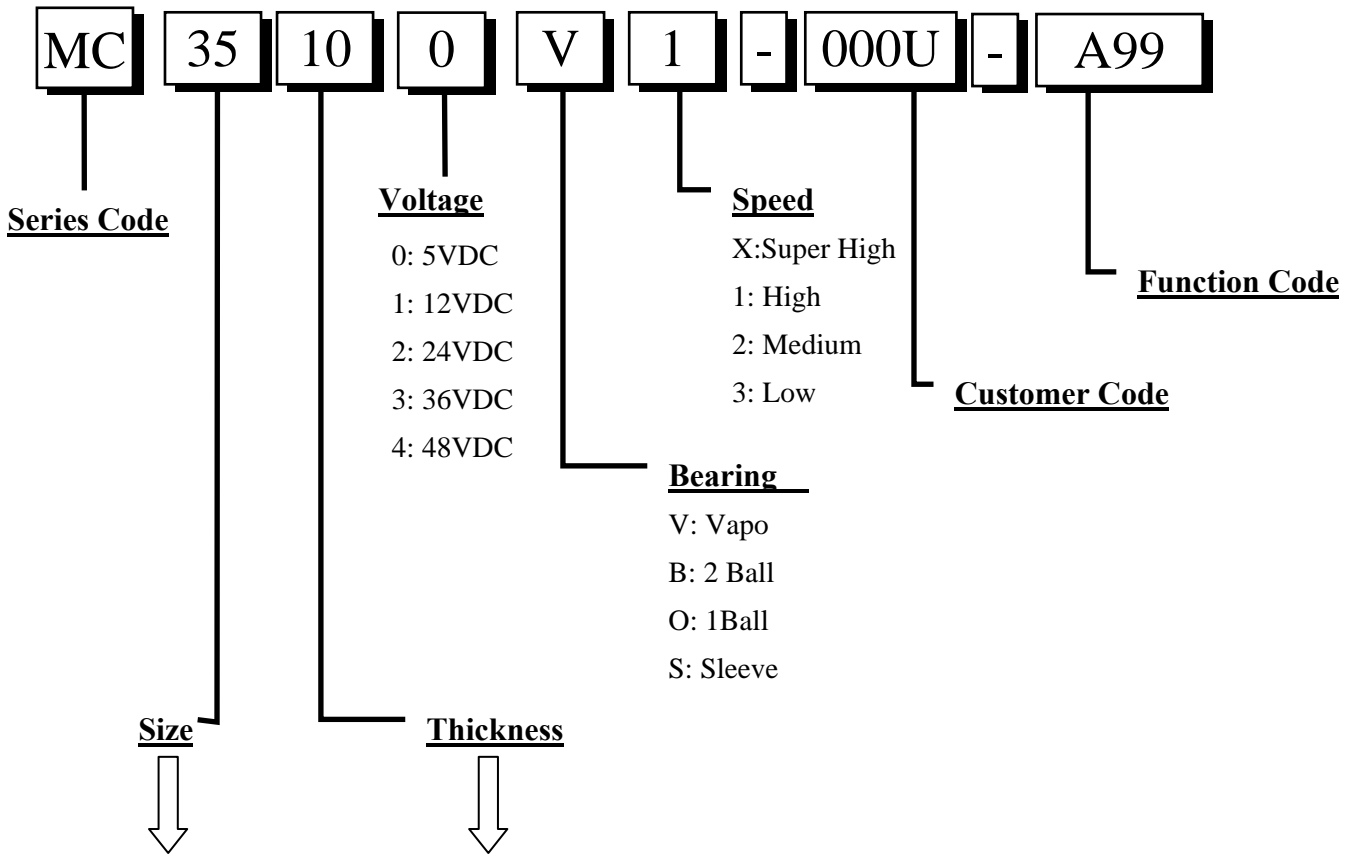 MC 35 10 0 V 1 - 000U - A99
Series Code
Voltage
0: 5VDC
1: 12VDC
2: 24VDC
3: 36VDC
4: 48VDC
Speed
X:Super High
1: High
2: Medium
3: Low
Function Code
Customer Code
Bearing
V: Vapo
B: 2 Ball
O: 1Ball
S: Sleeve
Size
Thickness